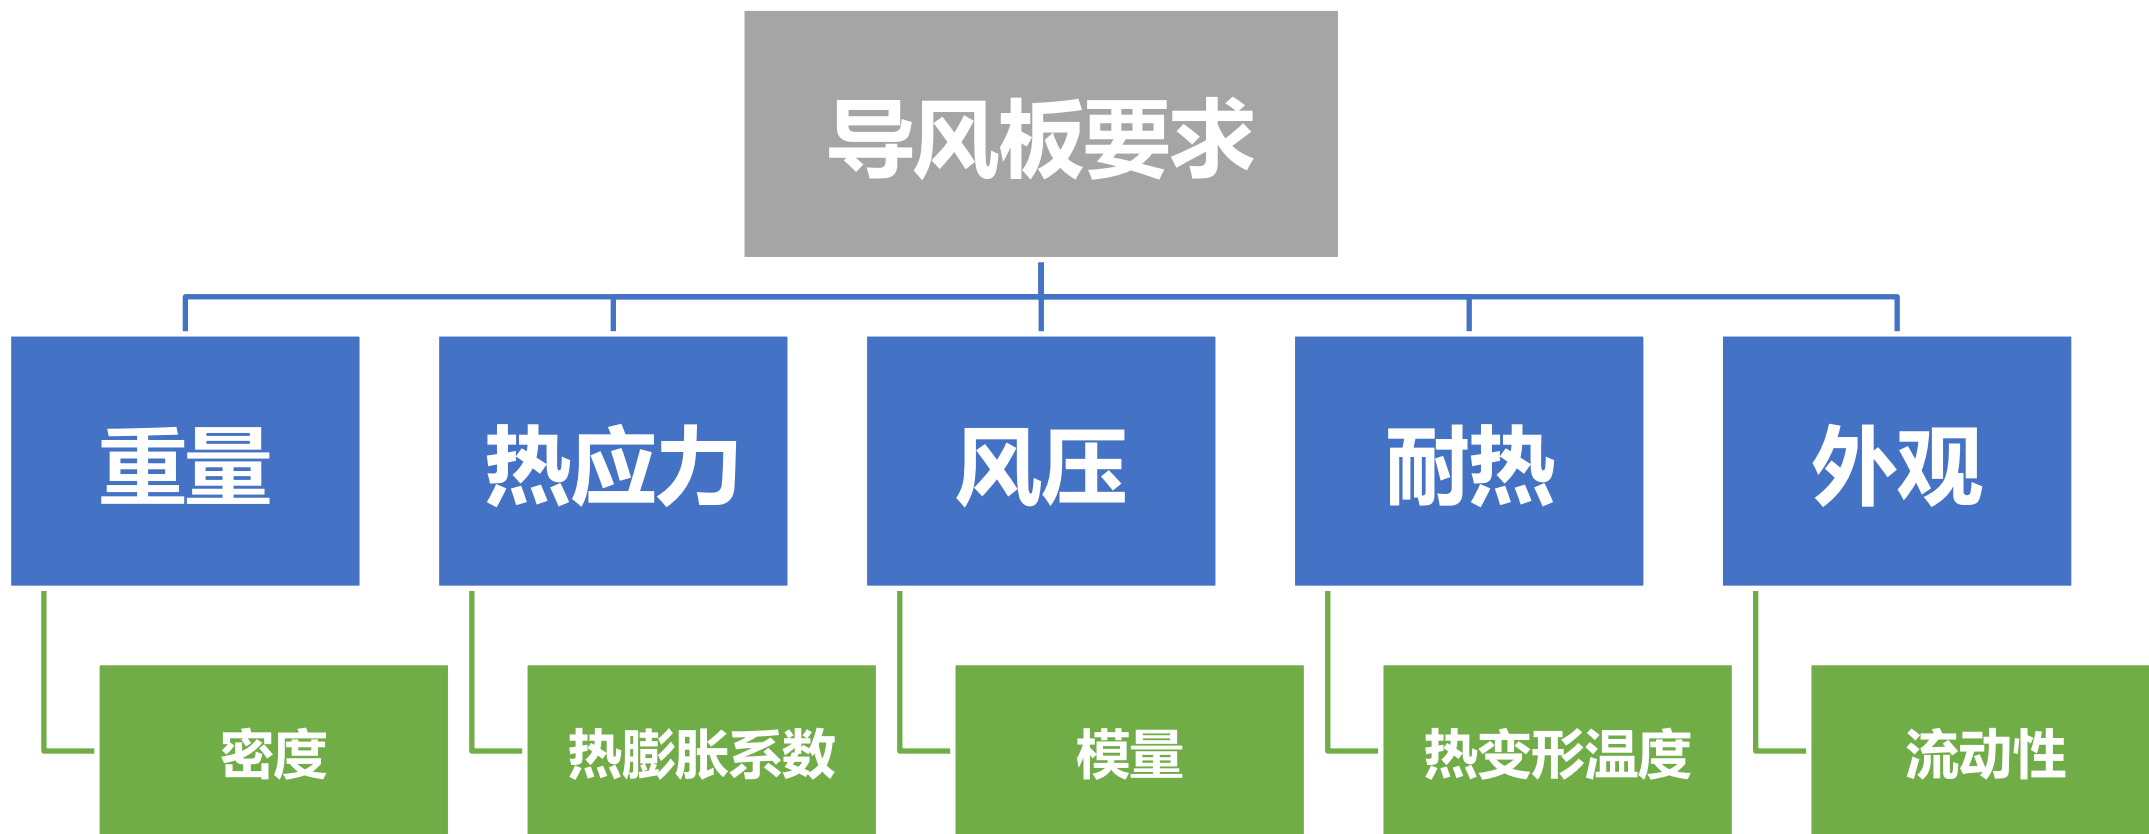 导风板要求
重量
热应力
风压
耐热
外观
密度
热膨胀系数
模量
热变形温度
流动性